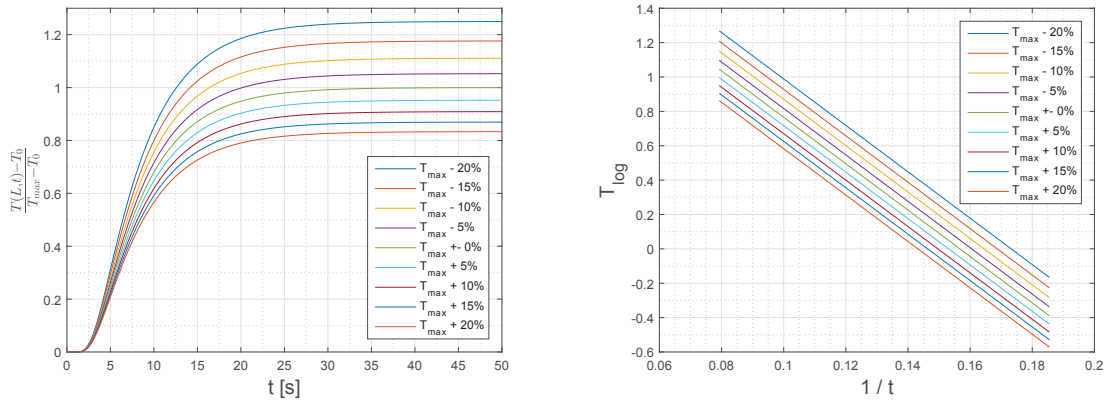 1.2
1
0.8
0.6
0.4
0.2
0
T(L,t)−T0
Tmax−T0
0 5 10 15 20 25 30 35 40 45 50
t [s]
Tmax - 20%
Tmax - 15%
Tmax - 10%
Tmax - 5%
Tmax +- 0%
Tmax + 5%
Tmax + 10%
Tmax + 15%
Tmax + 20%
1.4
1.2
1
0.8
0.6
0.4
0.2
0
-0.2
-0.4
-0.6
Tlog
0.06 0.08 0.1 0.12 0.14 0.16 0.18 0.2
1 / t
Tmax - 20%
Tmax - 15%
Tmax - 10%
Tmax - 5%
Tmax +- 0%
Tmax + 5%
Tmax + 10%
Tmax + 15%
Tmax + 20%